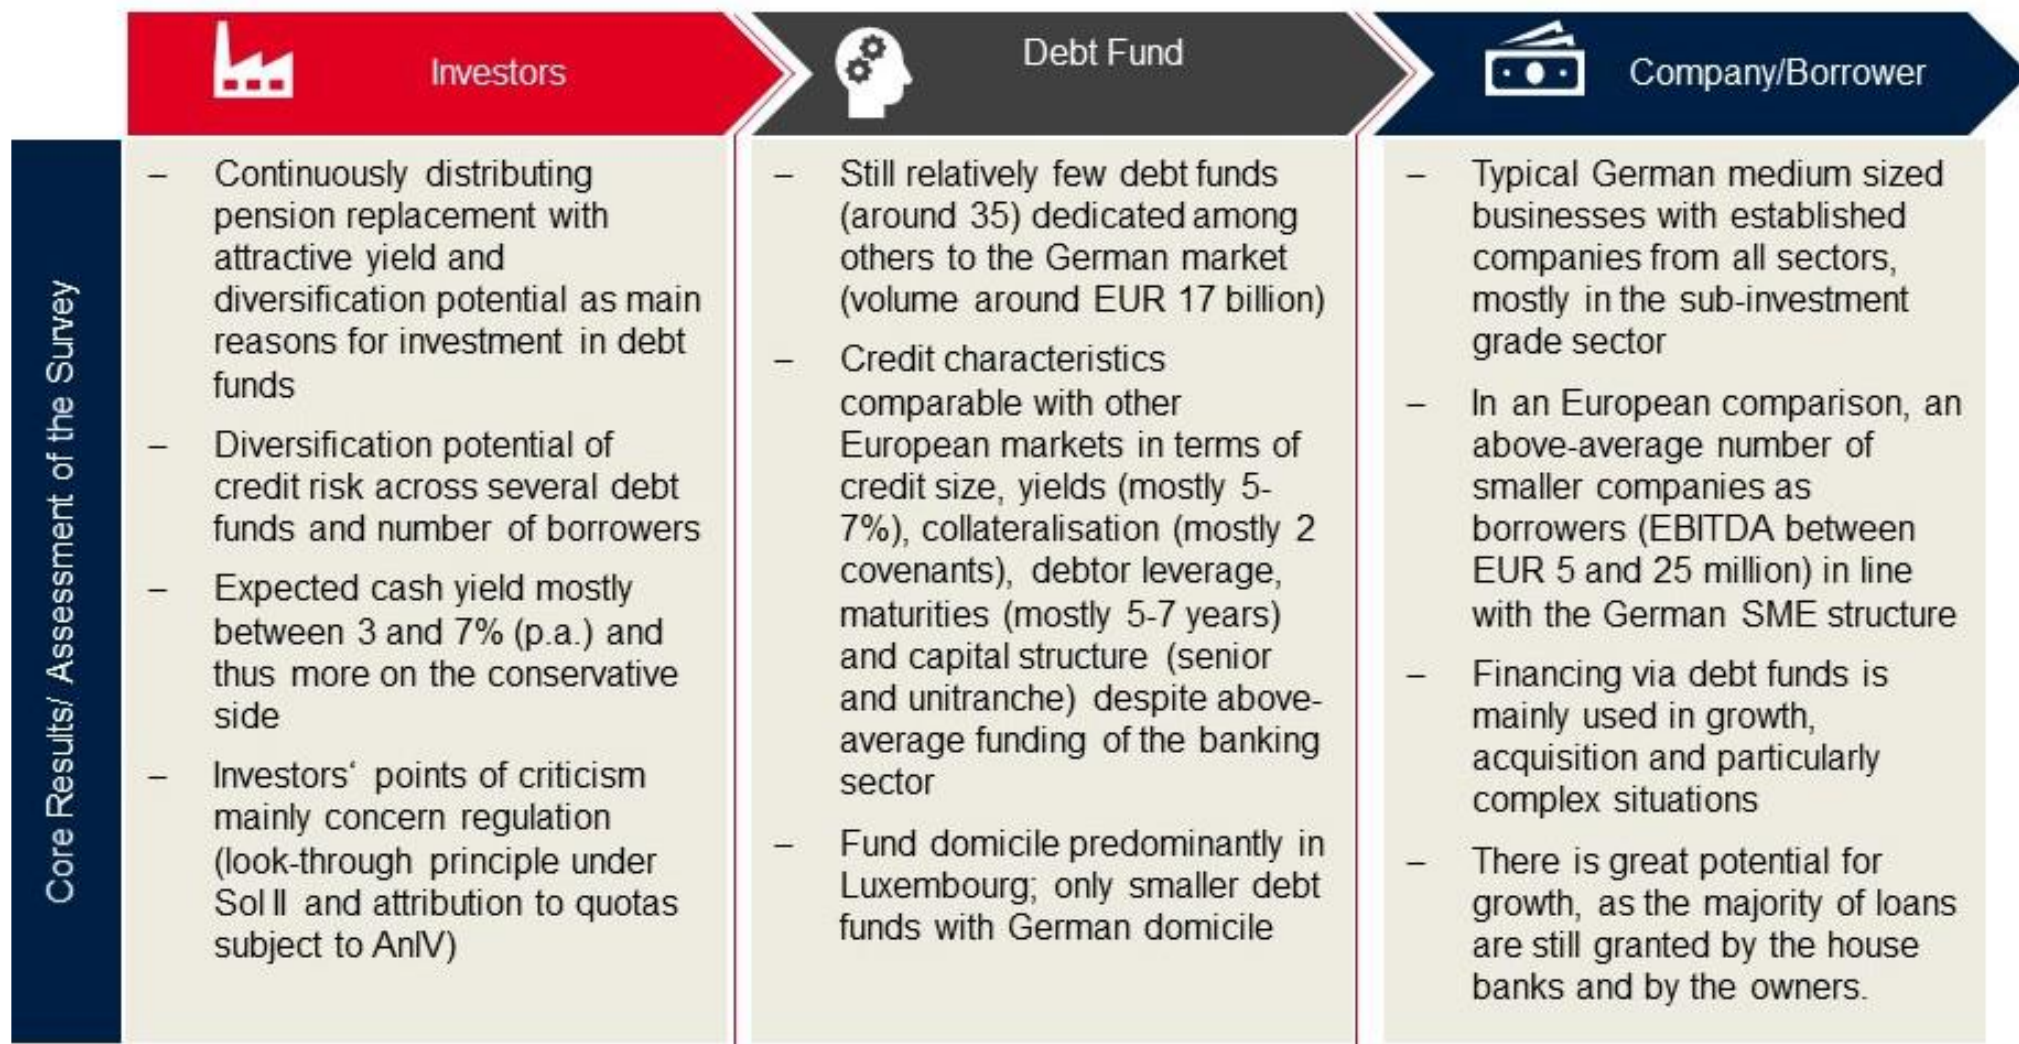 Investors
Debt Fund
Company/Borrower
Core Results/ Assessment of the Survey
– Continuously distributing
pension replacement with
attractive yield and
diversification potential as main
reasons for investment in debt
funds
– Diversification potential of
credit risk across several debt
funds and number of borrowers
– Expected cash yield mostly
between 3 and 7% (p.a.) and
thus more on the conservative
side
– Investors‘ points of criticism
mainly concern regulation
(look-through principle under
Sol II and attribution to quotas
subject to AnlV)
– Still relatively few debt funds
(around 35) dedicated among
others to the German market
(volume around EUR 17 billion)
– Credit characteristics
comparable with other
European markets in terms of
credit size, yields (mostly 5-
7%), collateralisation (mostly 2
covenants), debtor leverage,
maturities (mostly 5-7 years)
and capital structure (senior
and unitranche) despite above-
average funding of the banking
sector
– Fund domicile predominantly in
Luxembourg; only smaller debt
funds with German domicile
– Typical German medium sized
businesses with established
companies from all sectors,
mostly in the sub-investment
grade sector
– In an European comparison, an
above-average number of
smaller companies as
borrowers (EBITDA between
EUR 5 and 25 million) in line
with the German SME structure
– Financing via debt funds is
mainly used in growth,
acquisition and particularly
complex situations
– There is great potential for
growth, as the majority of loans
are still granted by the house
banks and by the owners.